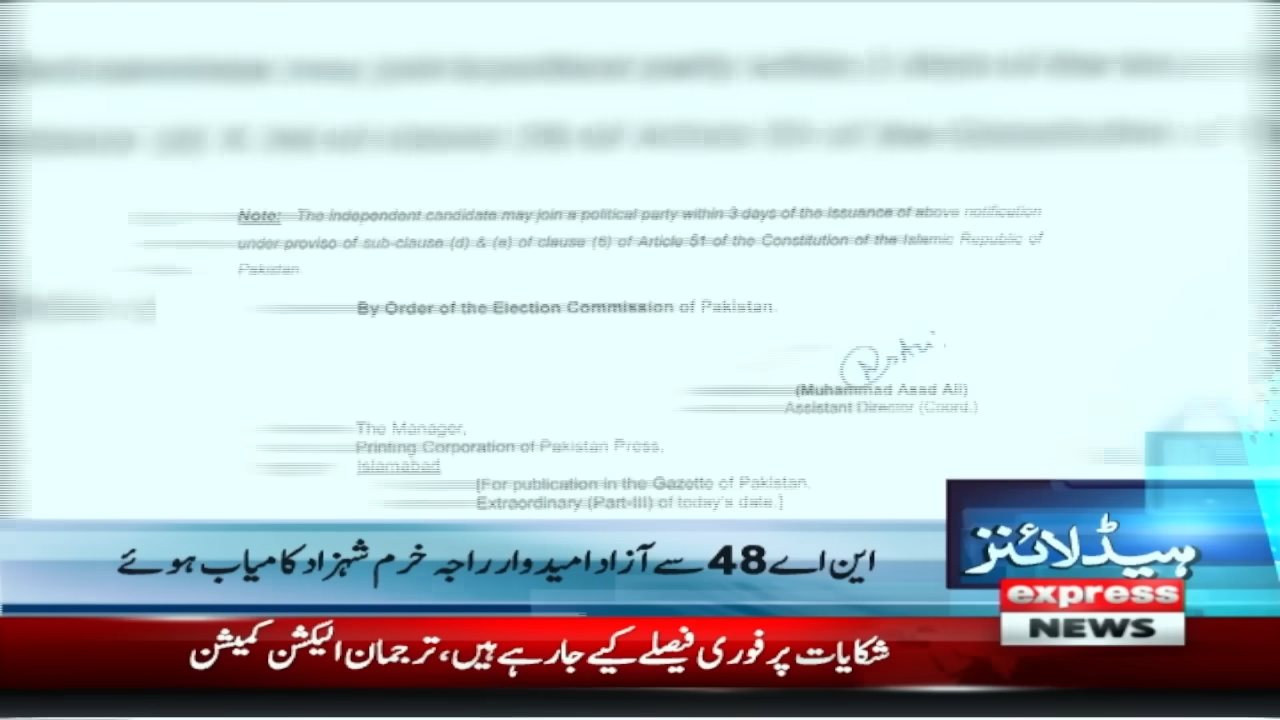 Note: The independent candidate may join a political party within 3 days of the issuance of above notification
under proviso of sub-clause (d) & (e) of clause (6) of Article 51 of the Constitution of the Islamic Republic of
Pakistan
By Order of the Election Commission of Pakistan.
(Muhammad Asad Ali)
Assistant Director (Coord.)
The Manager,
Printing Corporation of Pakistan Press,
Islamabad
[For publication in the Gazette of Pakistan,
Extraordinary (Part-III) of today's date.]
این اے 48 سے آزاد امیدوار راجہ خرم شہزاد کامیاب ہوئے
ہیڈلائنز
express
NEWS
شکایات پر فوری فیصلے کیے جارہے ہیں، ترجمان الیکشن کمیشن